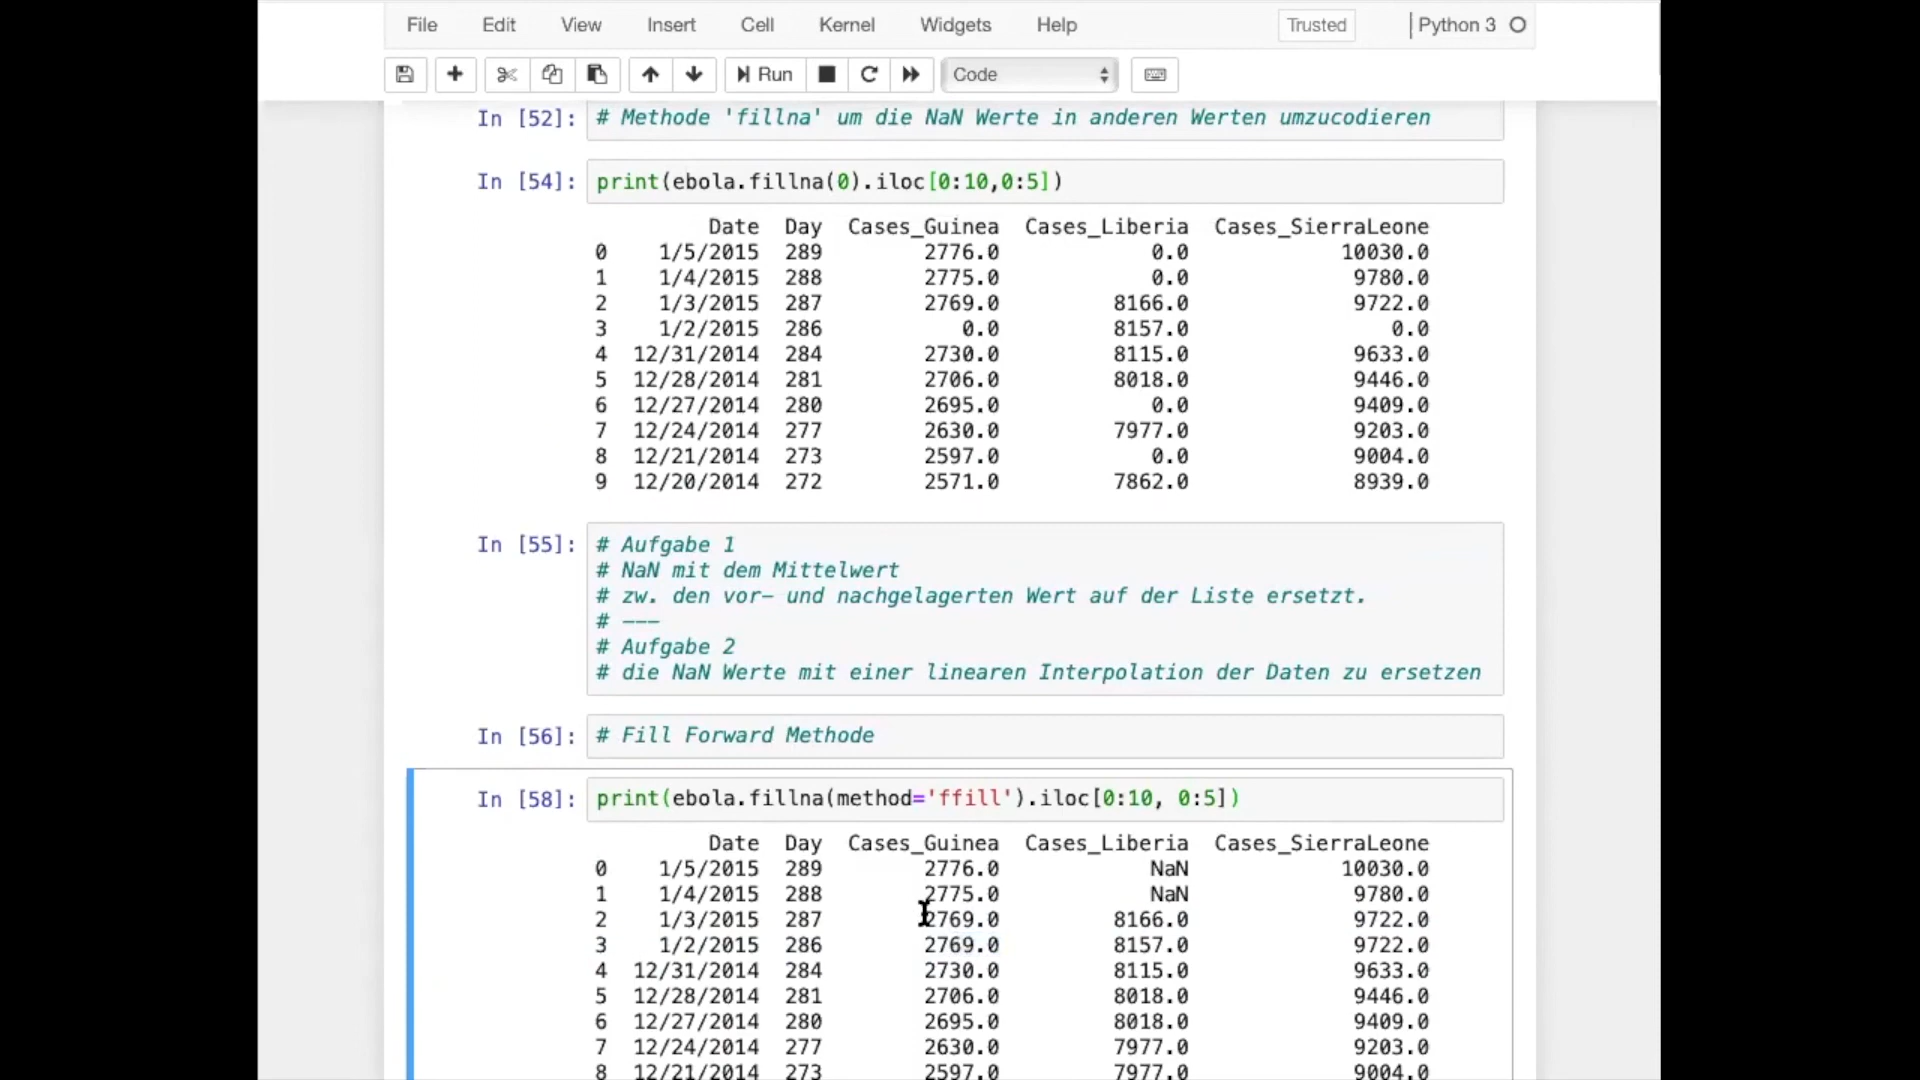 File Edit View Insert Cell Kernel Widgets Help Trusted Python 3
Run Code
In [52]: # Methode 'fillna' um die NaN Werte in anderen Werten umzucodieren
In [54]: print(ebola.fillna(0).iloc[0:10,0:5])
Date Day Cases_Guinea Cases_Liberia Cases_SierraLeone
0 1/5/2015 289 2776.0 0.0 10030.0
1 1/4/2015 288 2775.0 0.0 9780.0
2 1/3/2015 287 2769.0 8166.0 9722.0
3 1/2/2015 286 0.0 8157.0 0.0
4 12/31/2014 284 2730.0 8115.0 9633.0
5 12/28/2014 281 2706.0 8018.0 9446.0
6 12/27/2014 280 2695.0 0.0 9409.0
7 12/24/2014 277 2630.0 7977.0 9203.0
8 12/21/2014 273 2597.0 0.0 9004.0
9 12/20/2014 272 2571.0 7862.0 8939.0
In [55]: # Aufgabe 1
# NaN mit dem Mittelwert
# zw. den vor- und nachgelagerten Wert auf der Liste ersetzt.
# ---
# Aufgabe 2
# die NaN Werte mit einer linearen Interpolation der Daten zu ersetzen
In [56]: # Fill Forward Methode
In [58]: print(ebola.fillna(method='ffill').iloc[0:10, 0:5])
Date Day Cases_Guinea Cases_Liberia Cases_SierraLeone
0 1/5/2015 289 2776.0 NaN 10030.0
1 1/4/2015 288 2775.0 NaN 9780.0
2 1/3/2015 287 2769.0 8166.0 9722.0
3 1/2/2015 286 2769.0 8157.0 9722.0
4 12/31/2014 284 2730.0 8115.0 9633.0
5 12/28/2014 281 2706.0 8018.0 9446.0
6 12/27/2014 280 2695.0 8018.0 9409.0
7 12/24/2014 277 2630.0 7977.0 9203.0
8 12/21/2014 273 2597.0 7977.0 9004.0